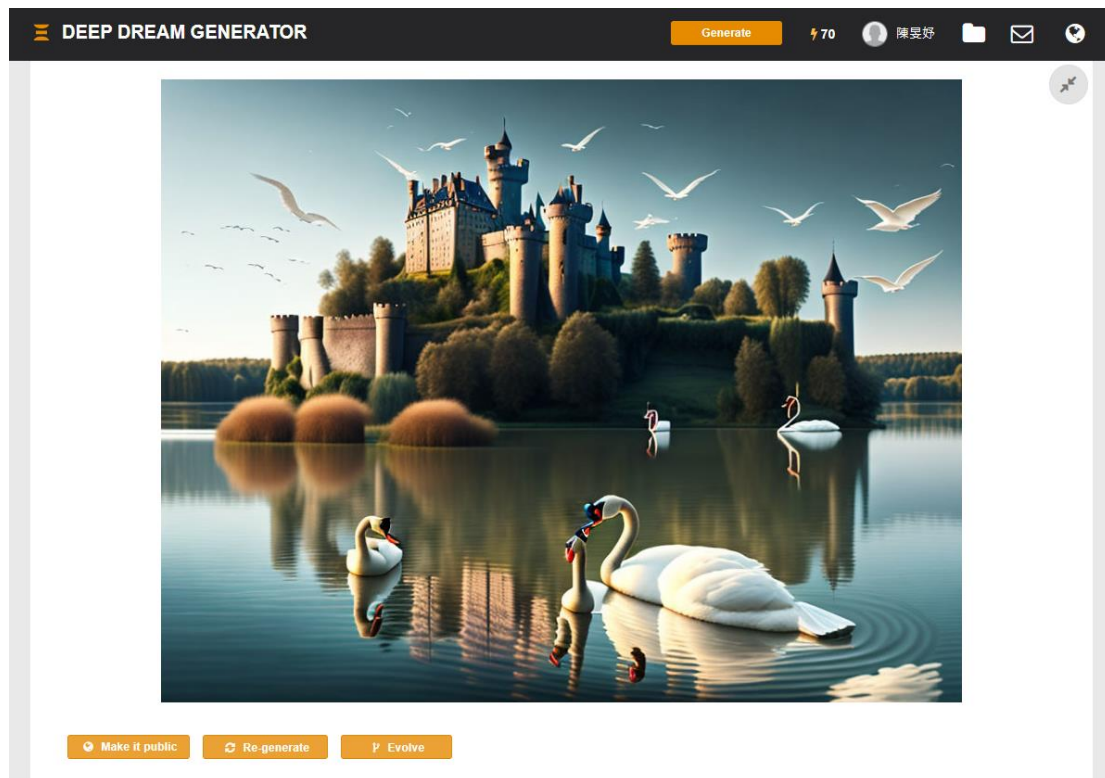 DEEP DREAM GENERATOR
Generate
70
陳旻妤
Make it public
Re-generate
Evolve